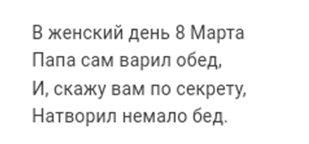 В женский день 8 Марта
Папа сам варил обед,
И, скажу вам по секрету,
Натворил немало бед.